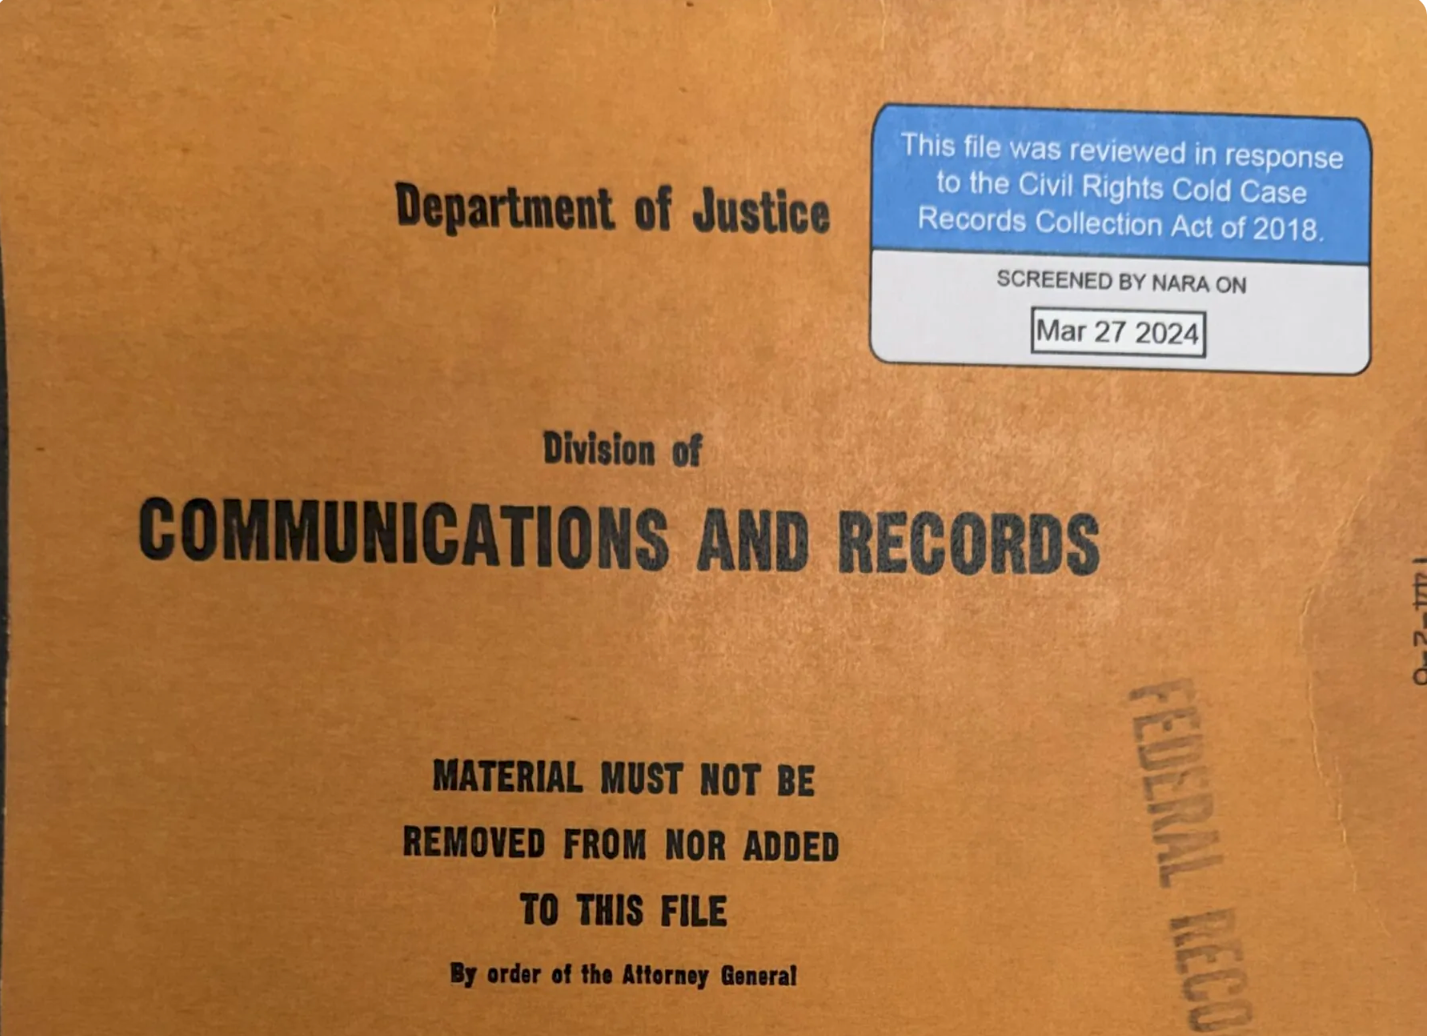 This file was reviewed in response
to the Civil Rights Cold Case
Records Collection Act of 2018.
SCREENED BY NARA ON
Mar 27 2024
Department of Justice
Division of
COMMUNICATIONS AND RECORDS
MATERIAL MUST NOT BE
REMOVED FROM NOR ADDED
TO THIS FILE
By order of the Attorney General
FEDERAL RECO